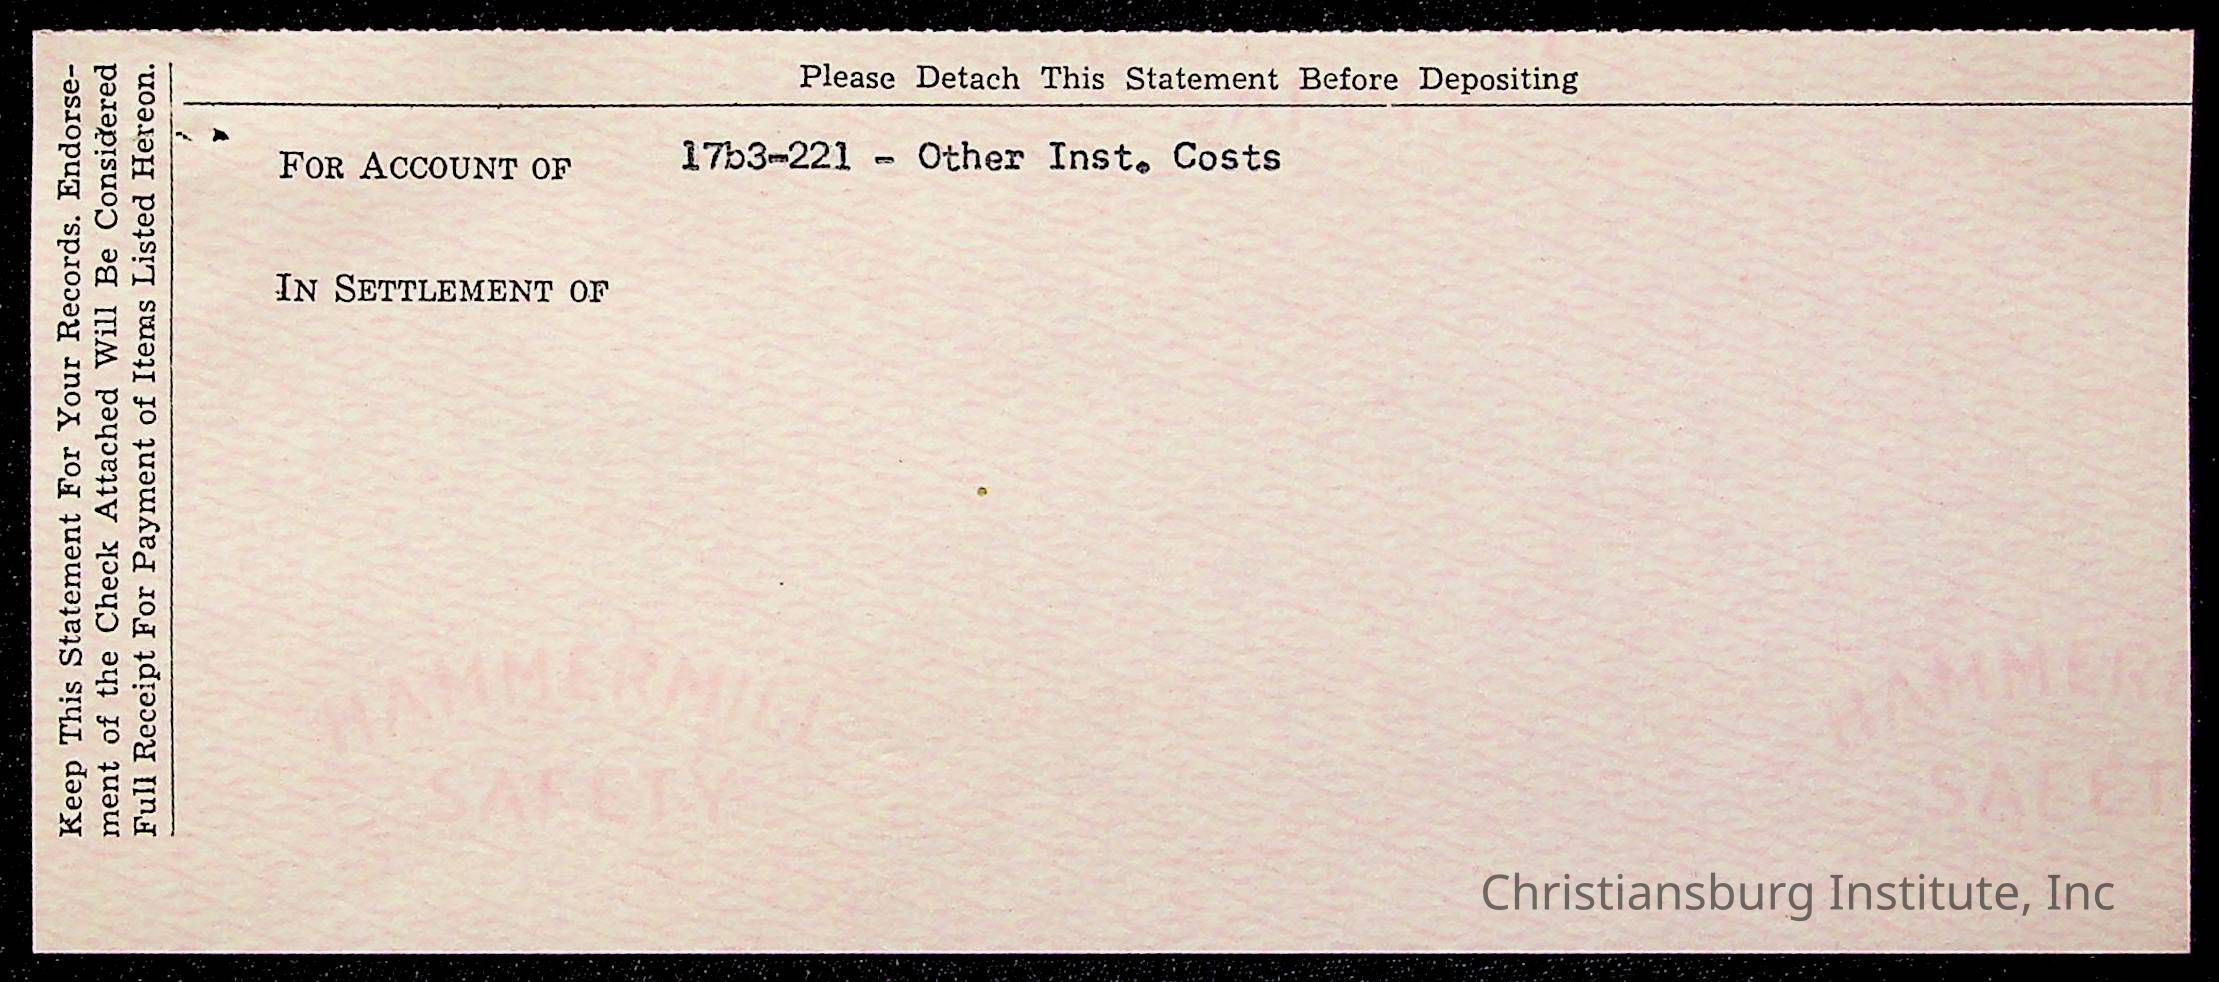 Please Detach This Statement Before Depositing
Keep This Statement For Your Records. Endorse-
ment of the Check Attached Will Be Considered
Full Receipt For Payment of Items Listed Hereon.
FOR ACCOUNT OF 17b3-221 - Other Inst. Costs
IN SETTLEMENT OF
HAMMERMILL
SAFETY
HAMMER
SAFET
Christiansburg Institute, Inc